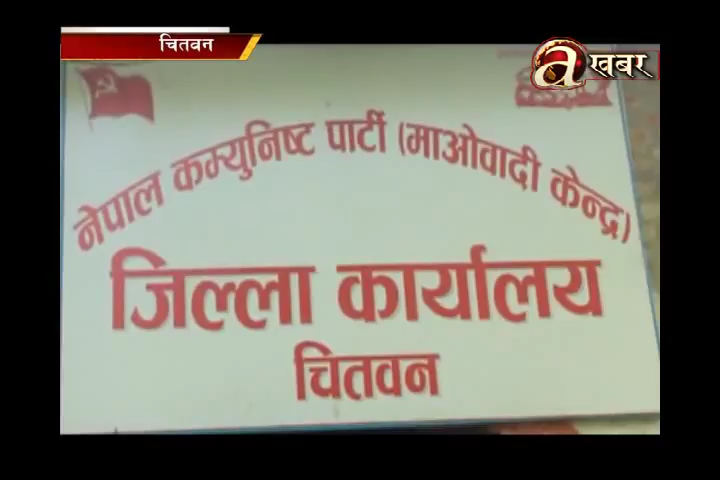 चितवन
a खबर
नेपाल कम्युनिष्ट पार्टी (माओवादी केन्द्र)
जिल्ला कार्यालय
चितवन